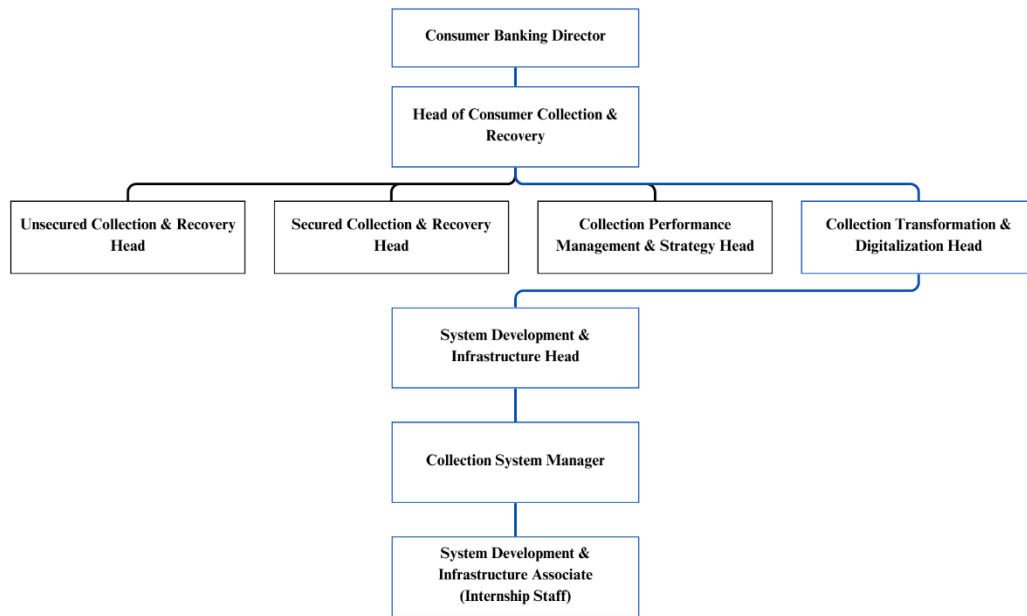 Consumer Banking Director
Head of Consumer Collection &
Recovery
Unsecured Collection & Recovery
Head
Secured Collection & Recovery
Head
Collection Performance
Management & Strategy Head
Collection Transformation &
Digitalization Head
System Development &
Infrastructure Head
Collection System Manager
System Development &
Infrastructure Associate
(Internship Staff)